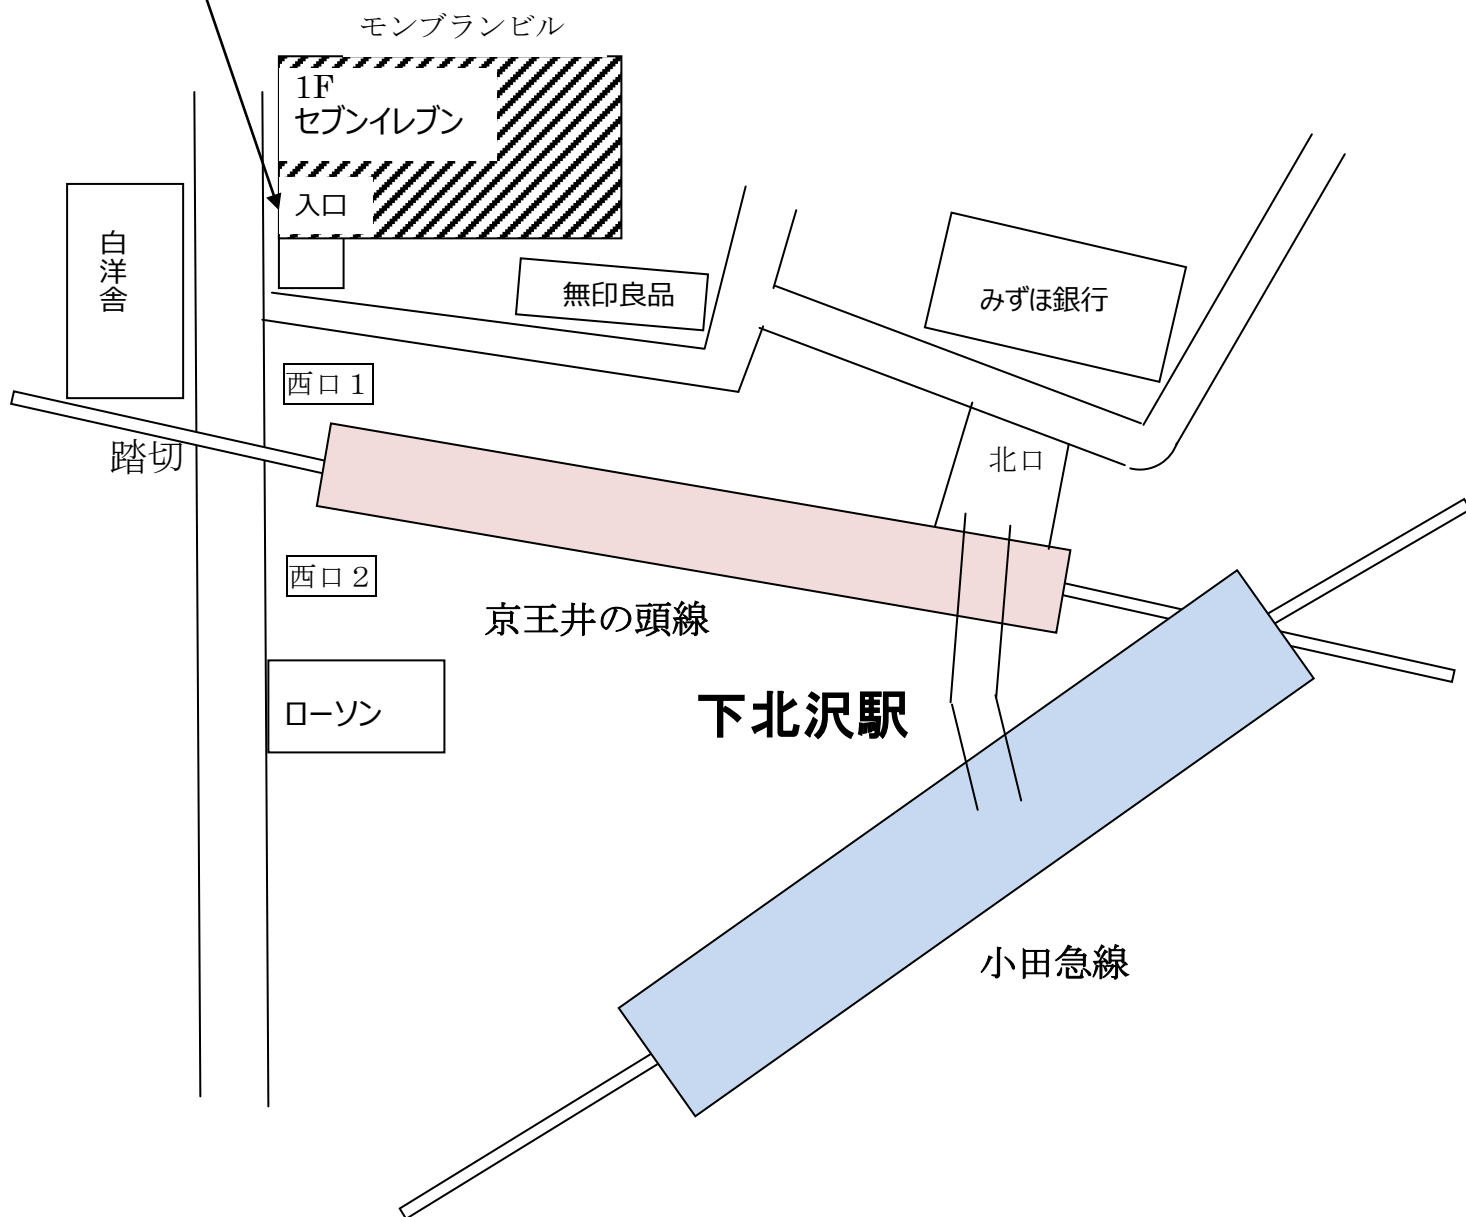 モンブランビル
1F
セブンイレブン
入口
白洋舎
無印良品
みずほ銀行
西口１
踏切
北口
西口２
京王井の頭線
下北沢駅
ローソン
小田急線